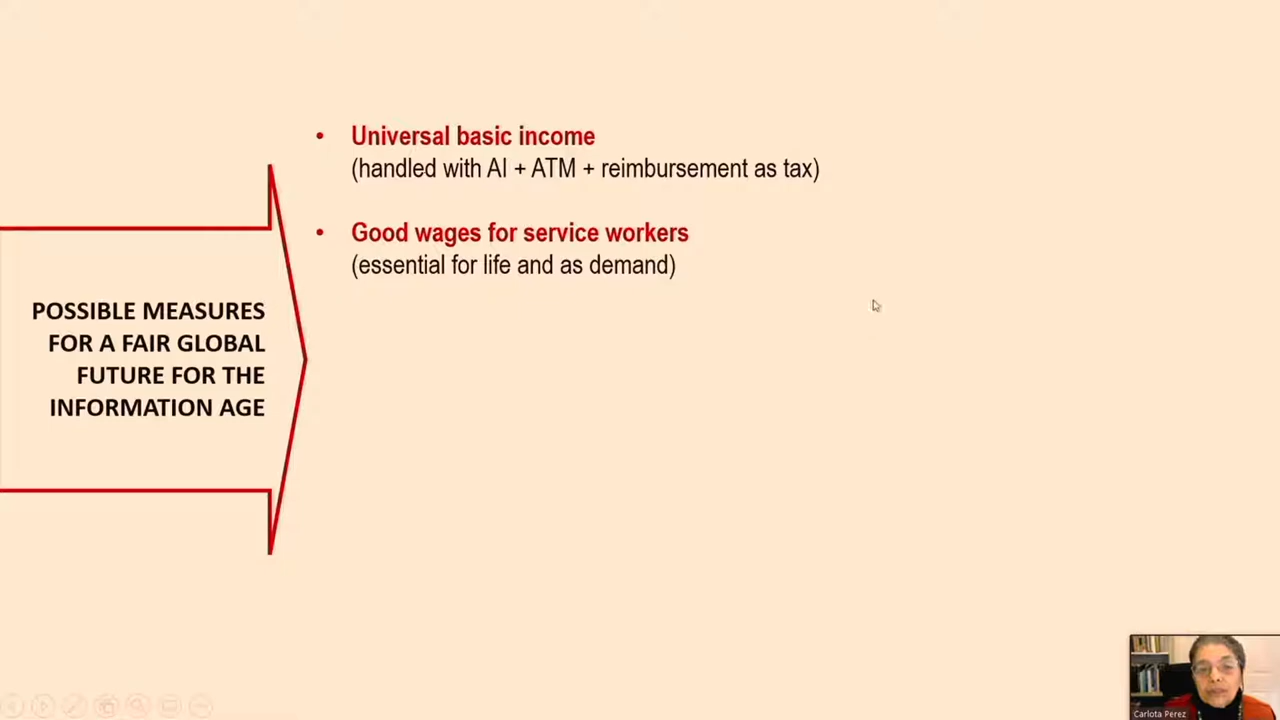 POSSIBLE MEASURES
FOR A FAIR GLOBAL
FUTURE FOR THE
INFORMATION AGE
• Universal basic income
(handled with AI + ATM + reimbursement as tax)
• Good wages for service workers
(essential for life and as demand)
Carlota Perez